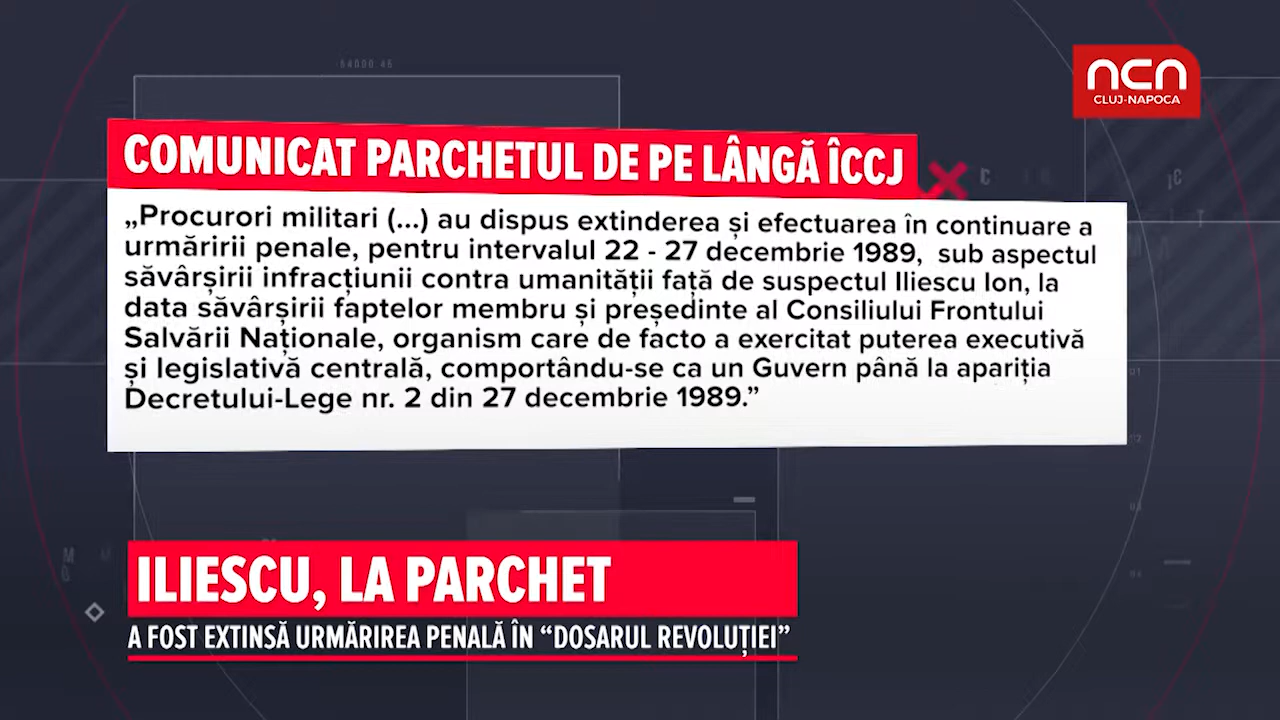 54000.46
ncn
CLUJ-NAPOCA
COMUNICAT PARCHETUL DE PE LÂNGĂ ÎCCJ
„Procurori militari (...) au dispus extinderea și efectuarea în continuare a
urmăririi penale, pentru intervalul 22 - 27 decembrie 1989, sub aspectul
săvârșirii infracțiunii contra umanității față de suspectul Iliescu Ion, la
data săvârșirii faptelor membru și președinte al Consiliului Frontului
Salvării Naționale, organism care de facto a exercitat puterea executivă
și legislativă centrală, comportându-se ca un Guvern până la apariția
Decretului-Lege nr. 2 din 27 decembrie 1989.”
ILIESCU, LA PARCHET
A FOST EXTINSĂ URMĂRIREA PENALĂ ÎN “DOSARUL REVOLUȚIEI”